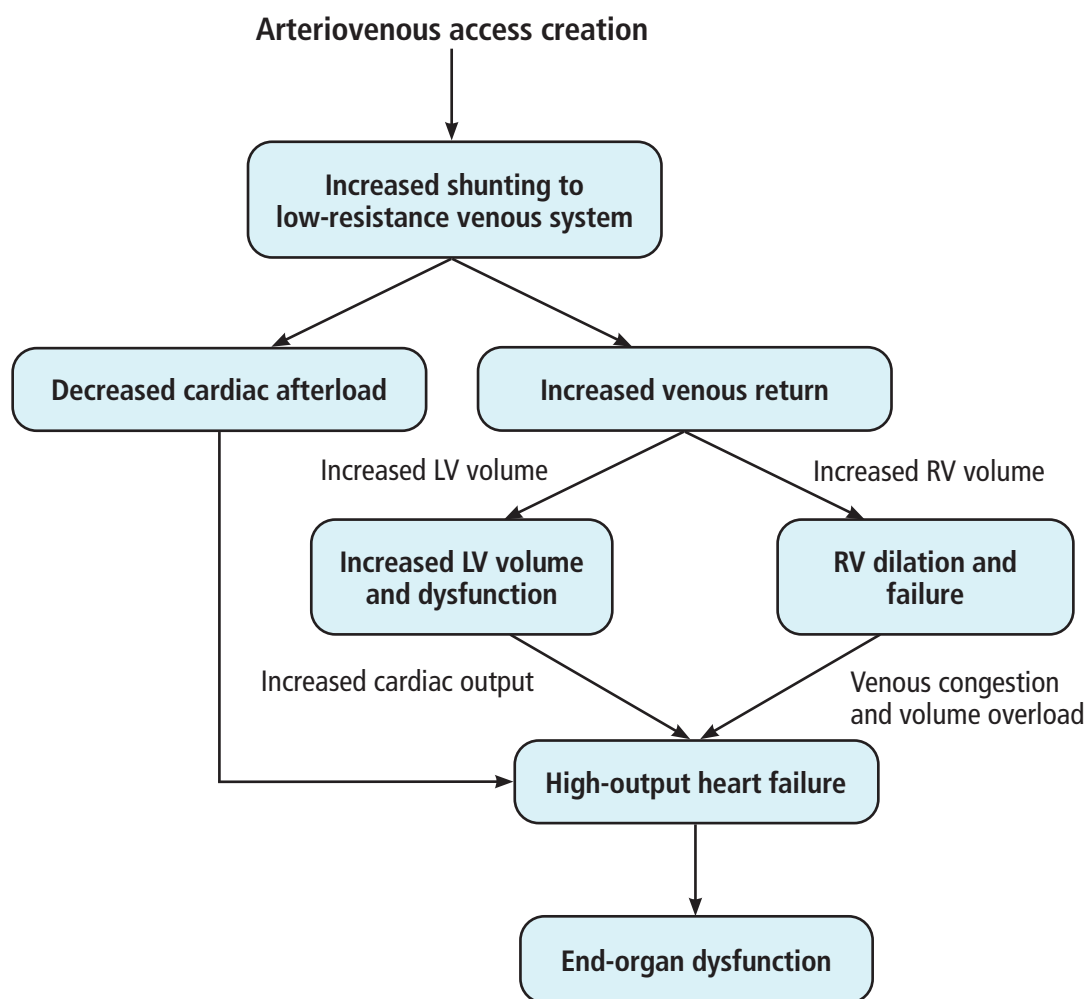 Arteriovenous access creation
Increased shunting to
low-resistance venous system
Decreased cardiac afterload
Increased venous return
Increased LV volume
Increased RV volume
Increased LV volume
and dysfunction
RV dilation and
failure
Increased cardiac output
Venous congestion
and volume overload
High-output heart failure
End-organ dysfunction